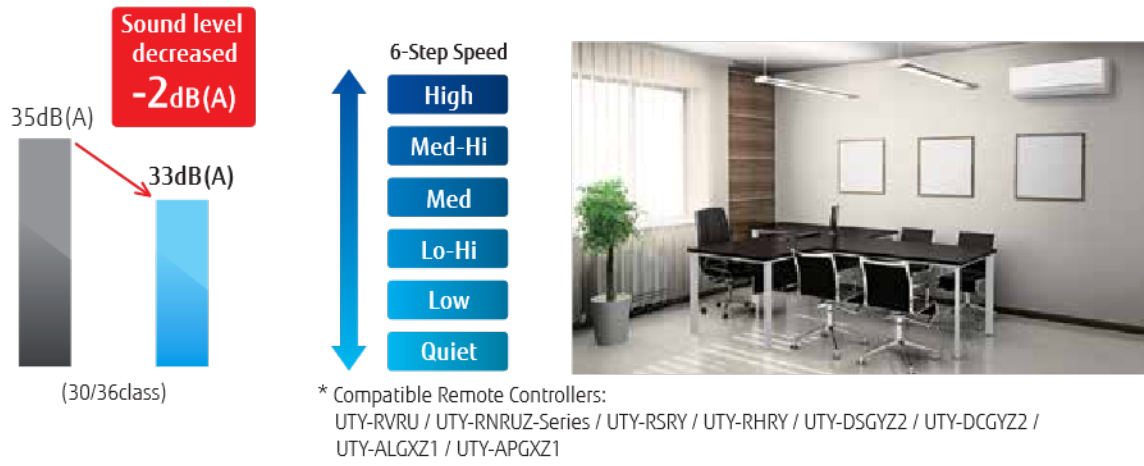 Sound level
decreased
-2dB(A)
35dB(A)
33dB(A)
(30/36class)
6-Step Speed
High
Med-Hi
Med
Lo-Hi
Low
Quiet
* Compatible Remote Controllers:
UTY-RVRU / UTY-RNRUZ-Series / UTY-RSRY / UTY-RHRY / UTY-DSGYZ2 / UTY-DCGYZ2 /
UTY-ALGXZ1 / UTY-APGXZ1